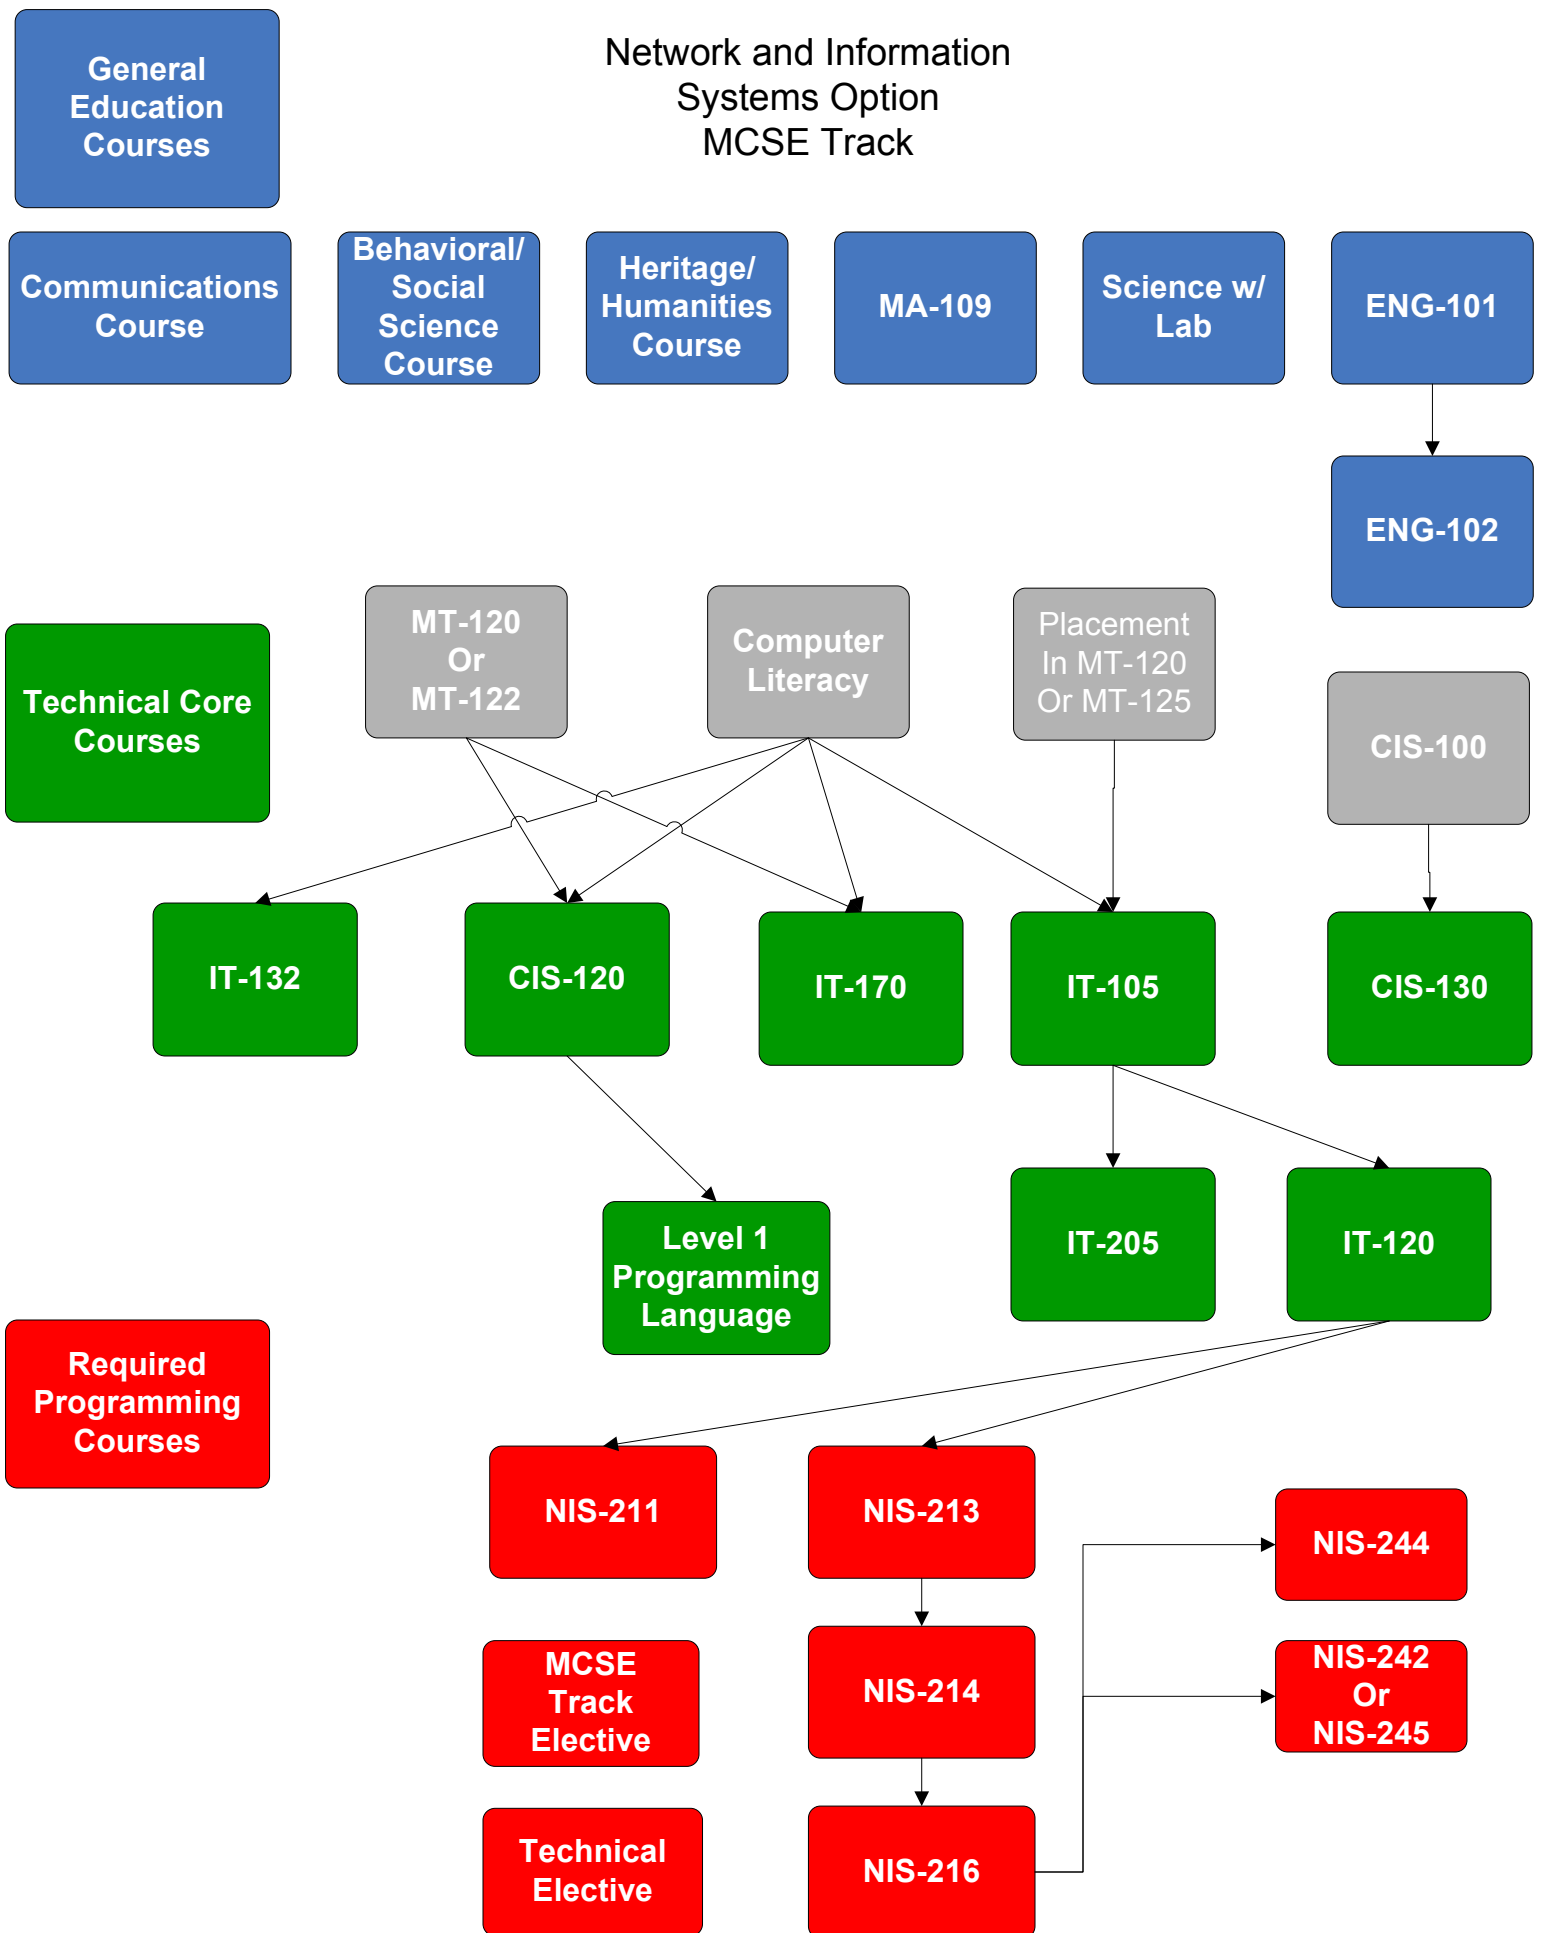 General
Education
Courses
Network and Information
Systems Option
MCSE Track
Communications
Course
Behavioral/
Social
Science
Course
Heritage/
Humanities
Course
MA-109
Science w/
Lab
ENG-101
ENG-102
Technical Core
Courses
MT-120
Or
MT-122
Computer
Literacy
Placement
In MT-120
Or MT-125
CIS-100
IT-132
CIS-120
IT-170
IT-105
CIS-130
Level 1
Programming
Language
IT-205
IT-120
Required
Programming
Courses
NIS-211
NIS-213
NIS-244
MCSE
Track
Elective
NIS-214
NIS-242
Or
NIS-245
Technical
Elective
NIS-216